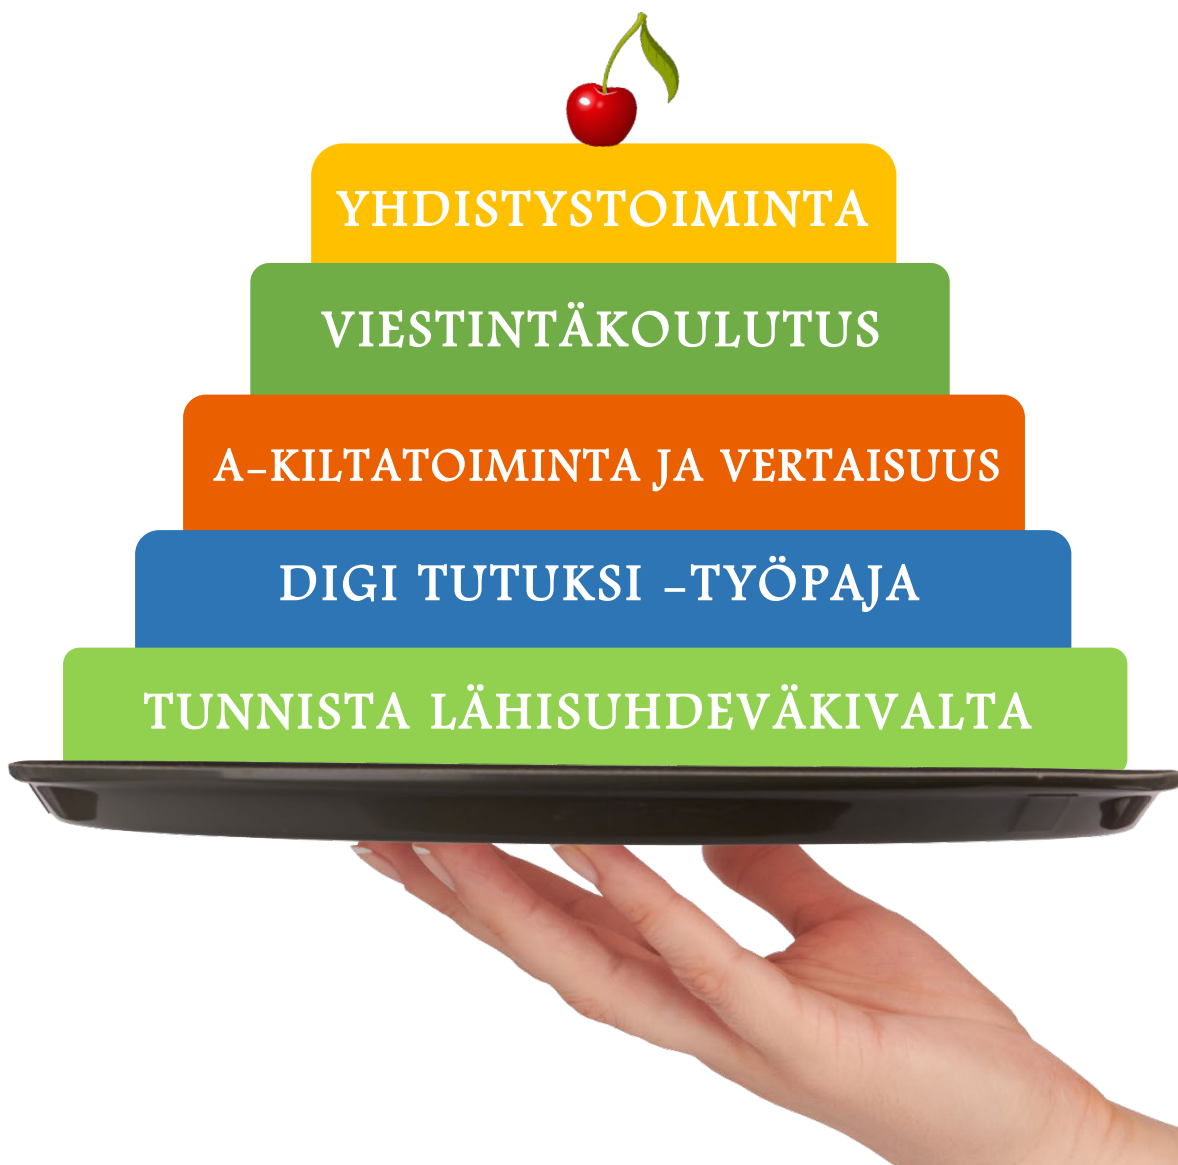 YHDISTYSTOIMINTA
VIESTINTÄKOULUTUS
A-KILTATOIMINTA JA VERTAISUUS
DIGI TUTUKSI -TYÖPAJA
TUNNISTA LÄHISUHDEVÄKIVALTA